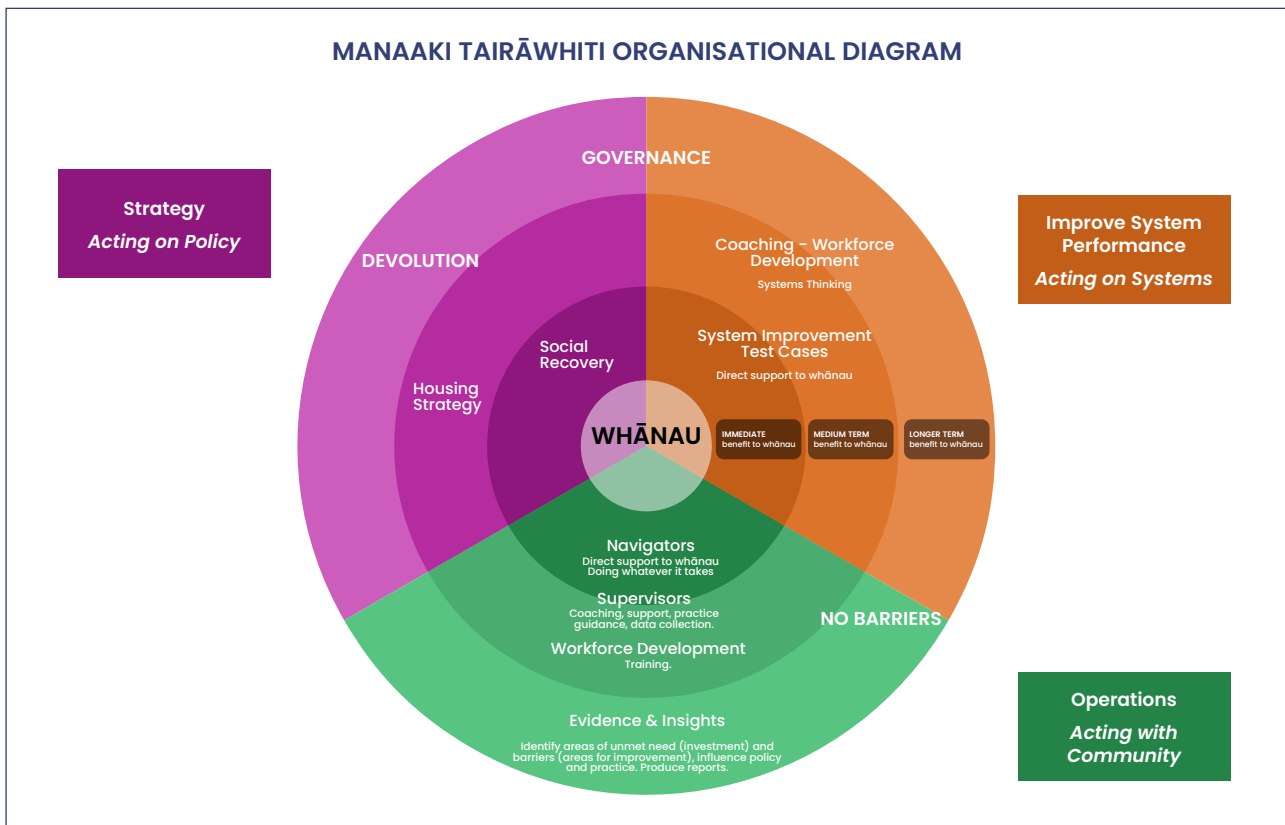 MANAAKI TAIRĀWHITI ORGANISATIONAL DIAGRAM
Strategy
Acting on Policy
GOVERNANCE
DEVOLUTION
Housing
Strategy
Social
Recovery
Coaching - Workforce
Development
Systems Thinking
System Improvement
Test Cases
Direct support to whānau
Improve System
Performance
Acting on Systems
WHĀNAU
IMMEDIATE
benefit to whānau
MEDIUM TERM
benefit to whānau
LONGER TERM
benefit to whānau
Navigators
Direct support to whānau
Doing whatever it takes
Supervisors
Coaching, support, practice
guidance, data collection.
NO BARRIERS
Workforce Development
Training.
Evidence & Insights
Identify areas of unmet need (investment) and
barriers (areas for improvement), influence policy
and practice. Produce reports.
Operations
Acting with
Community